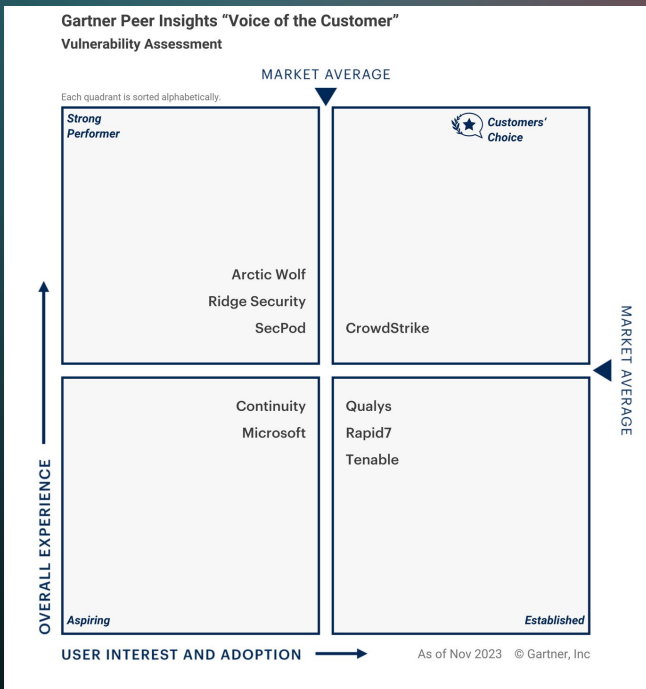 Gartner Peer Insights “Voice of the Customer”
Vulnerability Assessment
MARKET AVERAGE
Each quadrant is sorted alphabetically.
Strong
Performer
Customers’
Choice
Arctic Wolf
Ridge Security
SecPod
CrowdStrike
MARKET AVERAGE
Continuity
Microsoft
Qualys
Rapid7
Tenable
OVERALL EXPERIENCE
Aspiring
Established
USER INTEREST AND ADOPTION
As of Nov 2023 © Gartner, Inc